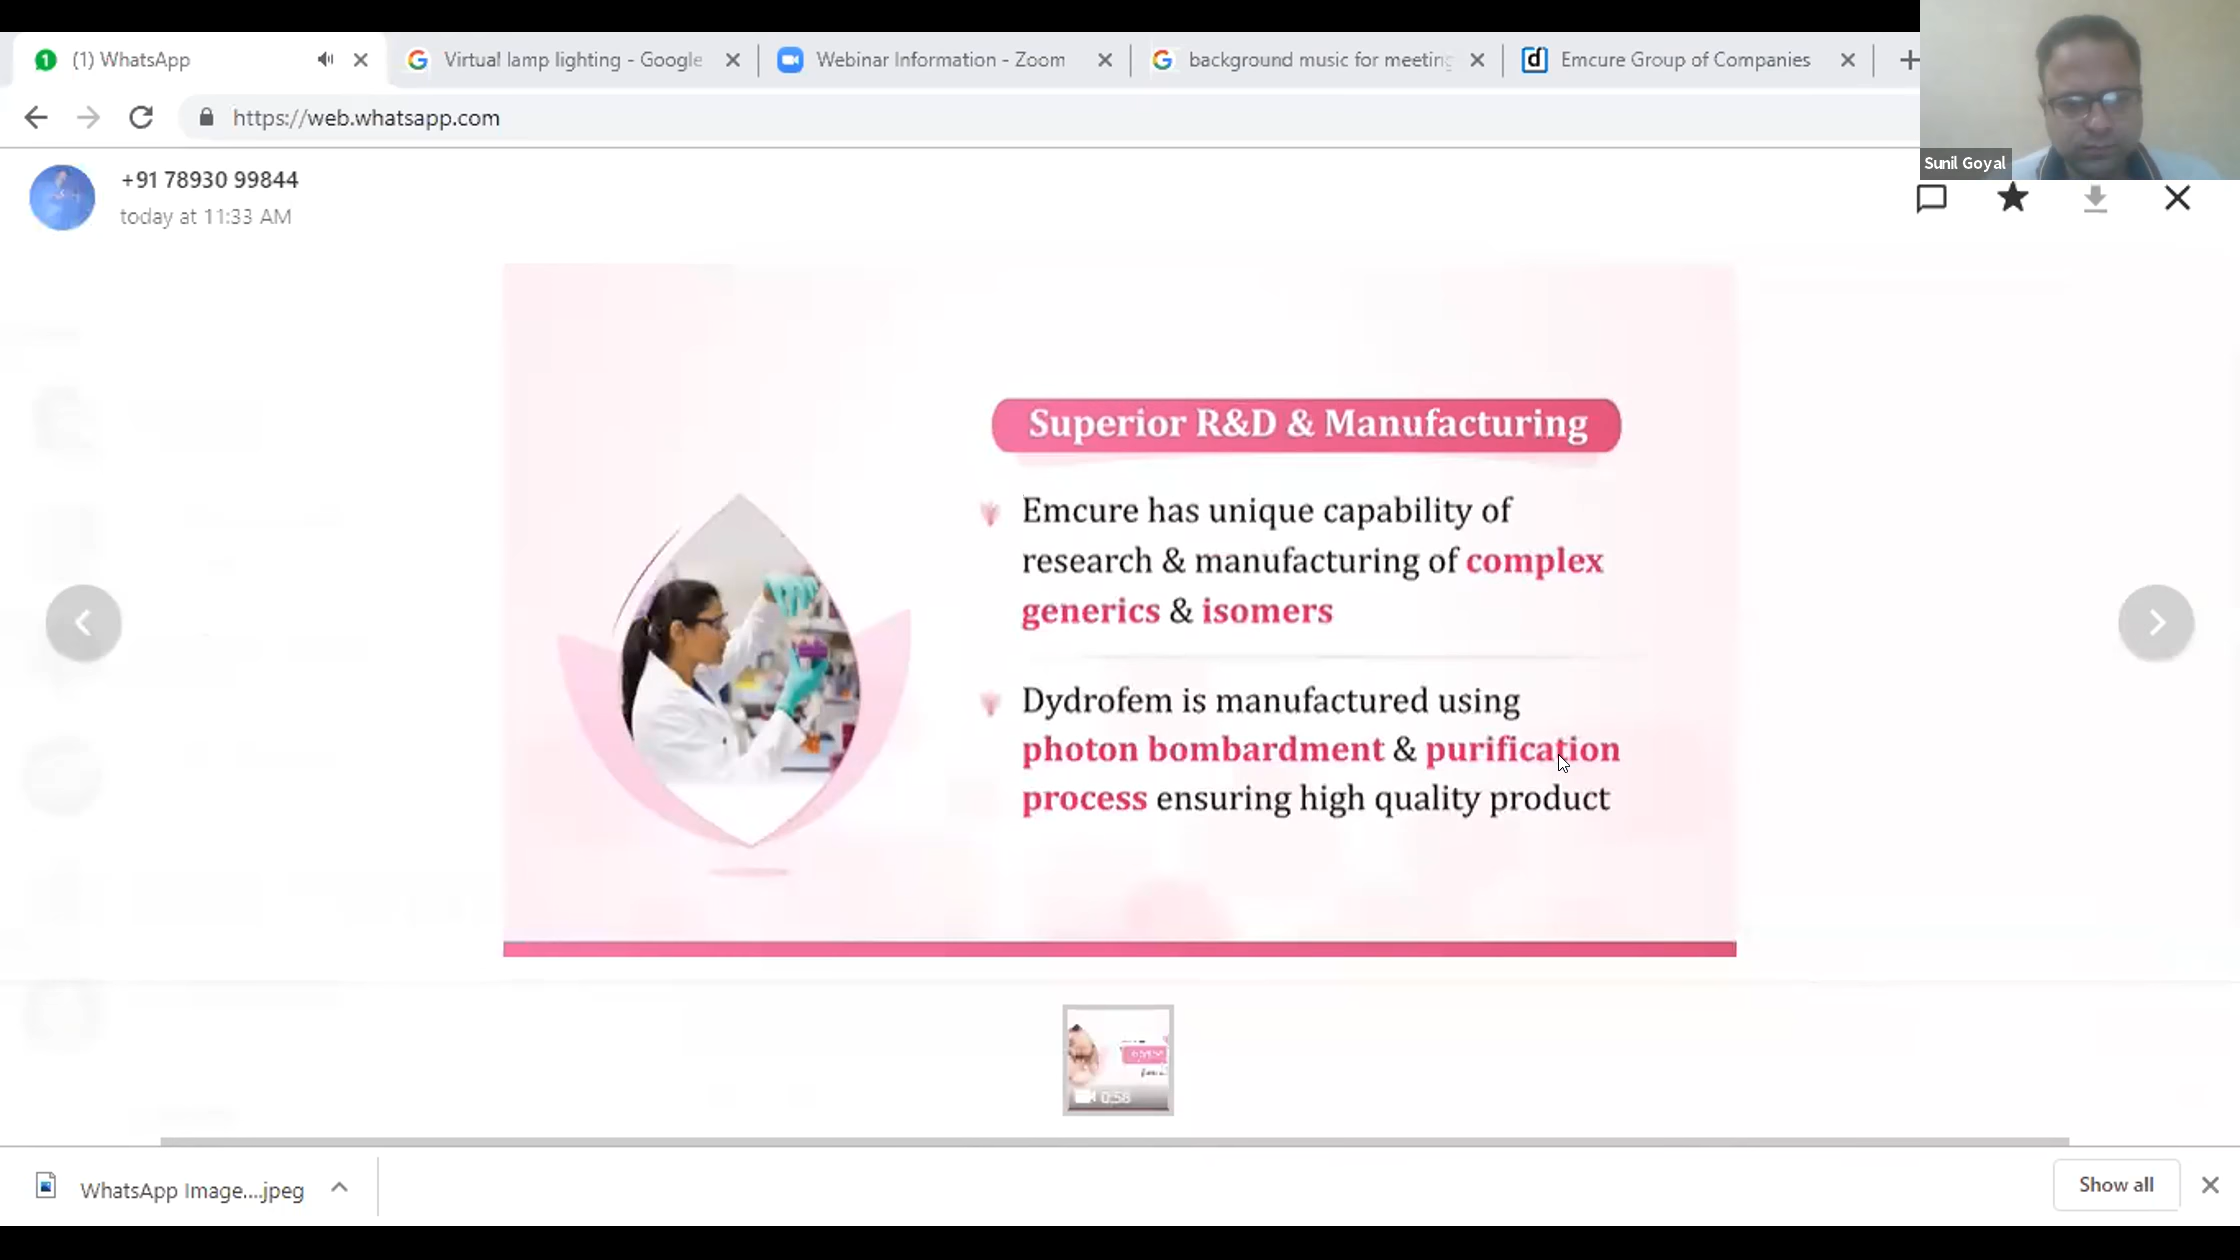 (1) WhatsApp
Virtual lamp lighting - Google
Webinar Information - Zoom
background music for meeting
Emcure Group of Companies
https://web.whatsapp.com
Sunil Goyal
+91 78930 99844
today at 11:33 AM
Superior R&D & Manufacturing
Emcure has unique capability of
research & manufacturing of complex
generics & isomers
Dydrofem is manufactured using
photon bombardment & purification
process ensuring high quality product
0:58
WhatsApp Image....jpeg
Show all